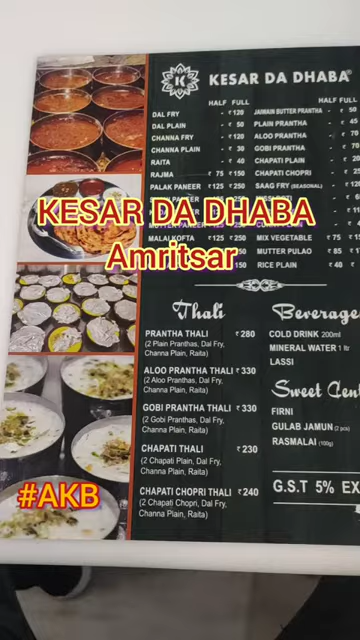 KESAR DA DHABA®
HALF FULL
DAL FRY - ₹ 120
DAL PLAIN - ₹ 50
CHANNA FRY - ₹ 120
CHANNA PLAIN - ₹ 30
RAITA - ₹ 40
RAJMA ₹ 75 ₹ 150
PALAK PANEER ₹ 125 ₹ 250
MALAI KOFTA ₹ 125 ₹ 250
HALF FULL
PLAIN PRANTHA
ALOO PRANTHA
GOBI PRANTHA
CHAPATI PLAIN
CHAPATI CHOPRI
SAAG FRY (SEASONAL)
MIX VEGETABLE ₹ 75
MUTTER PULAO ₹ 85
RICE PLAIN ₹ 40
KESAR DA DHABA
Amritsar
Thali
PRANTHA THALI ₹ 280
(2 Plain Pranthas, Dal Fry,
Channa Plain, Raita)
ALOO PRANTHA THALI ₹ 330
(2 Aloo Pranthas, Dal Fry,
Channa Plain, Raita)
GOBI PRANTHA THALI ₹ 330
(2 Gobi Pranthas, Dal Fry,
Channa Plain, Raita)
CHAPATI THALI ₹ 230
(2 Chapati Plain, Dal Fry,
Channa Plain, Raita)
CHAPATI CHOPRI THALI ₹ 240
(2 Chapati Chopri, Dal Fry,
Channa Plain, Raita)
Beverage
COLD DRINK 200ml
MINERAL WATER 1 ltr
LASSI
Sweet Cen
FIRNI
GULAB JAMUN (2 pcs)
RASMALAI (100g)
G.S.T 5% EX
#AKB